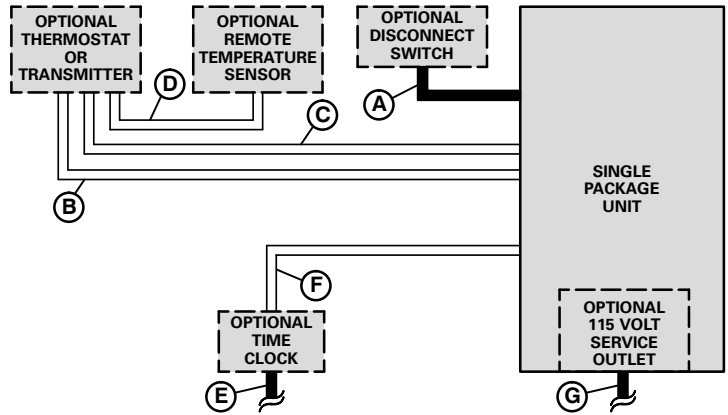 OPTIONAL
THERMOSTAT
OR
TRANSMITTER
OPTIONAL
REMOTE
TEMPERATURE
SENSOR
OPTIONAL
DISCONNECT
SWITCH
D
A
C
B
SINGLE
PACKAGE
UNIT
F
OPTIONAL
TIME
CLOCK
OPTIONAL
115 VOLT
SERVICE
OUTLET
E
G